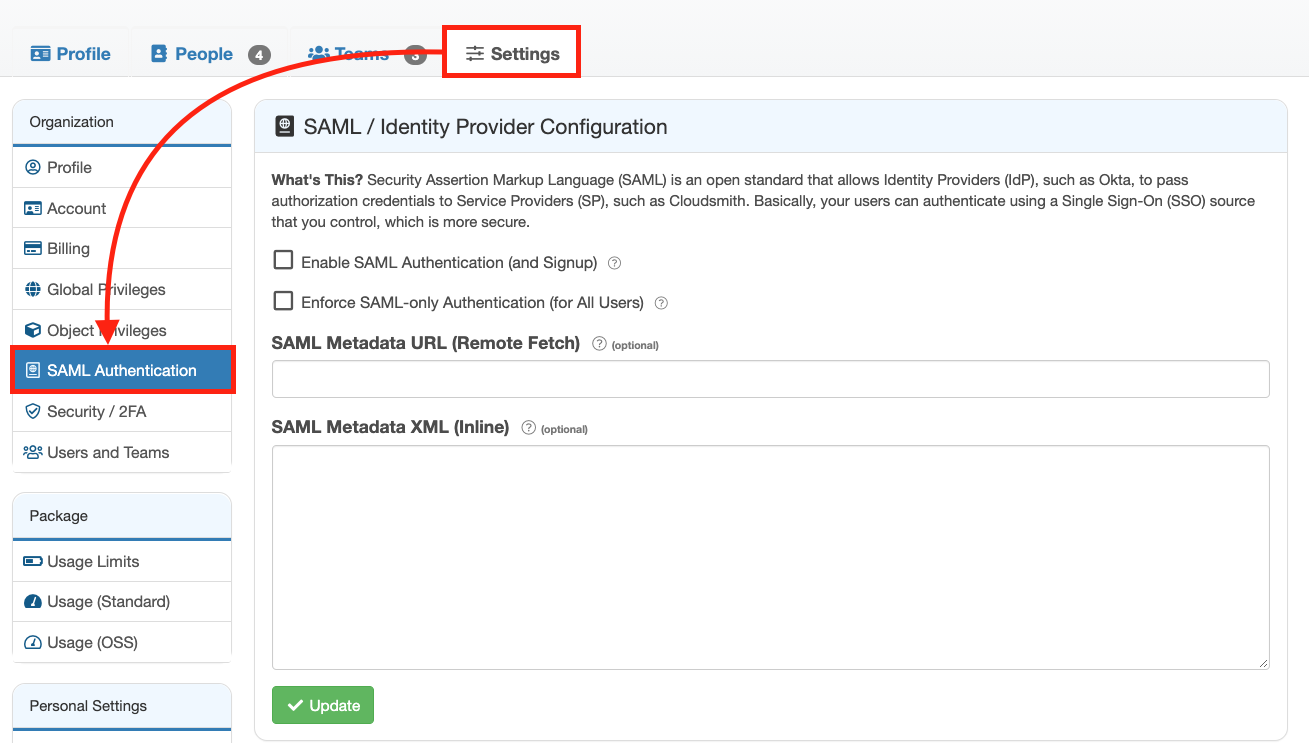 Profile
People 4
Teams 3
Settings
Organization
Profile
Account
Billing
Global Privileges
Object Privileges
SAML Authentication
Security / 2FA
Users and Teams
Package
Usage Limits
Usage (Standard)
Usage (OSS)
Personal Settings
SAML / Identity Provider Configuration
What's This? Security Assertion Markup Language (SAML) is an open standard that allows Identity Providers (IdP), such as Okta, to pass
authorization credentials to Service Providers (SP), such as Cloudsmith. Basically, your users can authenticate using a Single Sign-On (SSO) source
that you control, which is more secure.
Enable SAML Authentication (and Signup) ?
Enforce SAML-only Authentication (for All Users) ?
SAML Metadata URL (Remote Fetch) ? (optional)
SAML Metadata XML (Inline) ? (optional)
Update